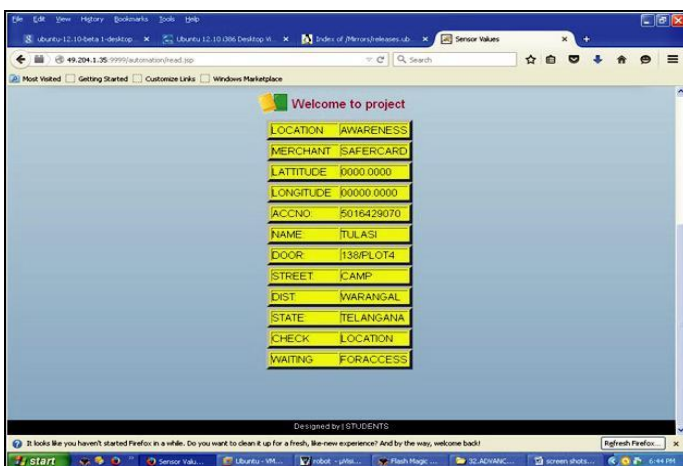 File Edit View History Bookmarks Tools Help
ubuntu-12.10-beta 1-desktop... Ubuntu 12.10 i386 Desktop Vi... Index of /Mirrors/releases.ub... Sensor Values
49.204.1.35:9999/automation/read.jsp Search
Most Visited Getting Started Customize Links Windows Marketplace
Welcome to project
LOCATION AWARENESS
MERCHANT SAFERCARD
LATTITUDE 0000.0000
LONGITUDE 00000.0000
ACCNO: 5016429070
NAME: TULASI
DOOR: 138/PLOT4
STREET: CAMP
DIST: WARANGAL
STATE: TELANGANA
CHECK LOCATION
WAITING FORACCESS
Designed by | STUDENTS
It looks like you haven't started Firefox in a while. Do you want to clean it up for a fresh, like-new experience? And by the way, welcome back! Refresh Firefox...
start Sensor Valu... Ubuntu - VM... robot - µVisi... Flash Magic ... 32.ADVANC... screen shots... 6:44 PM